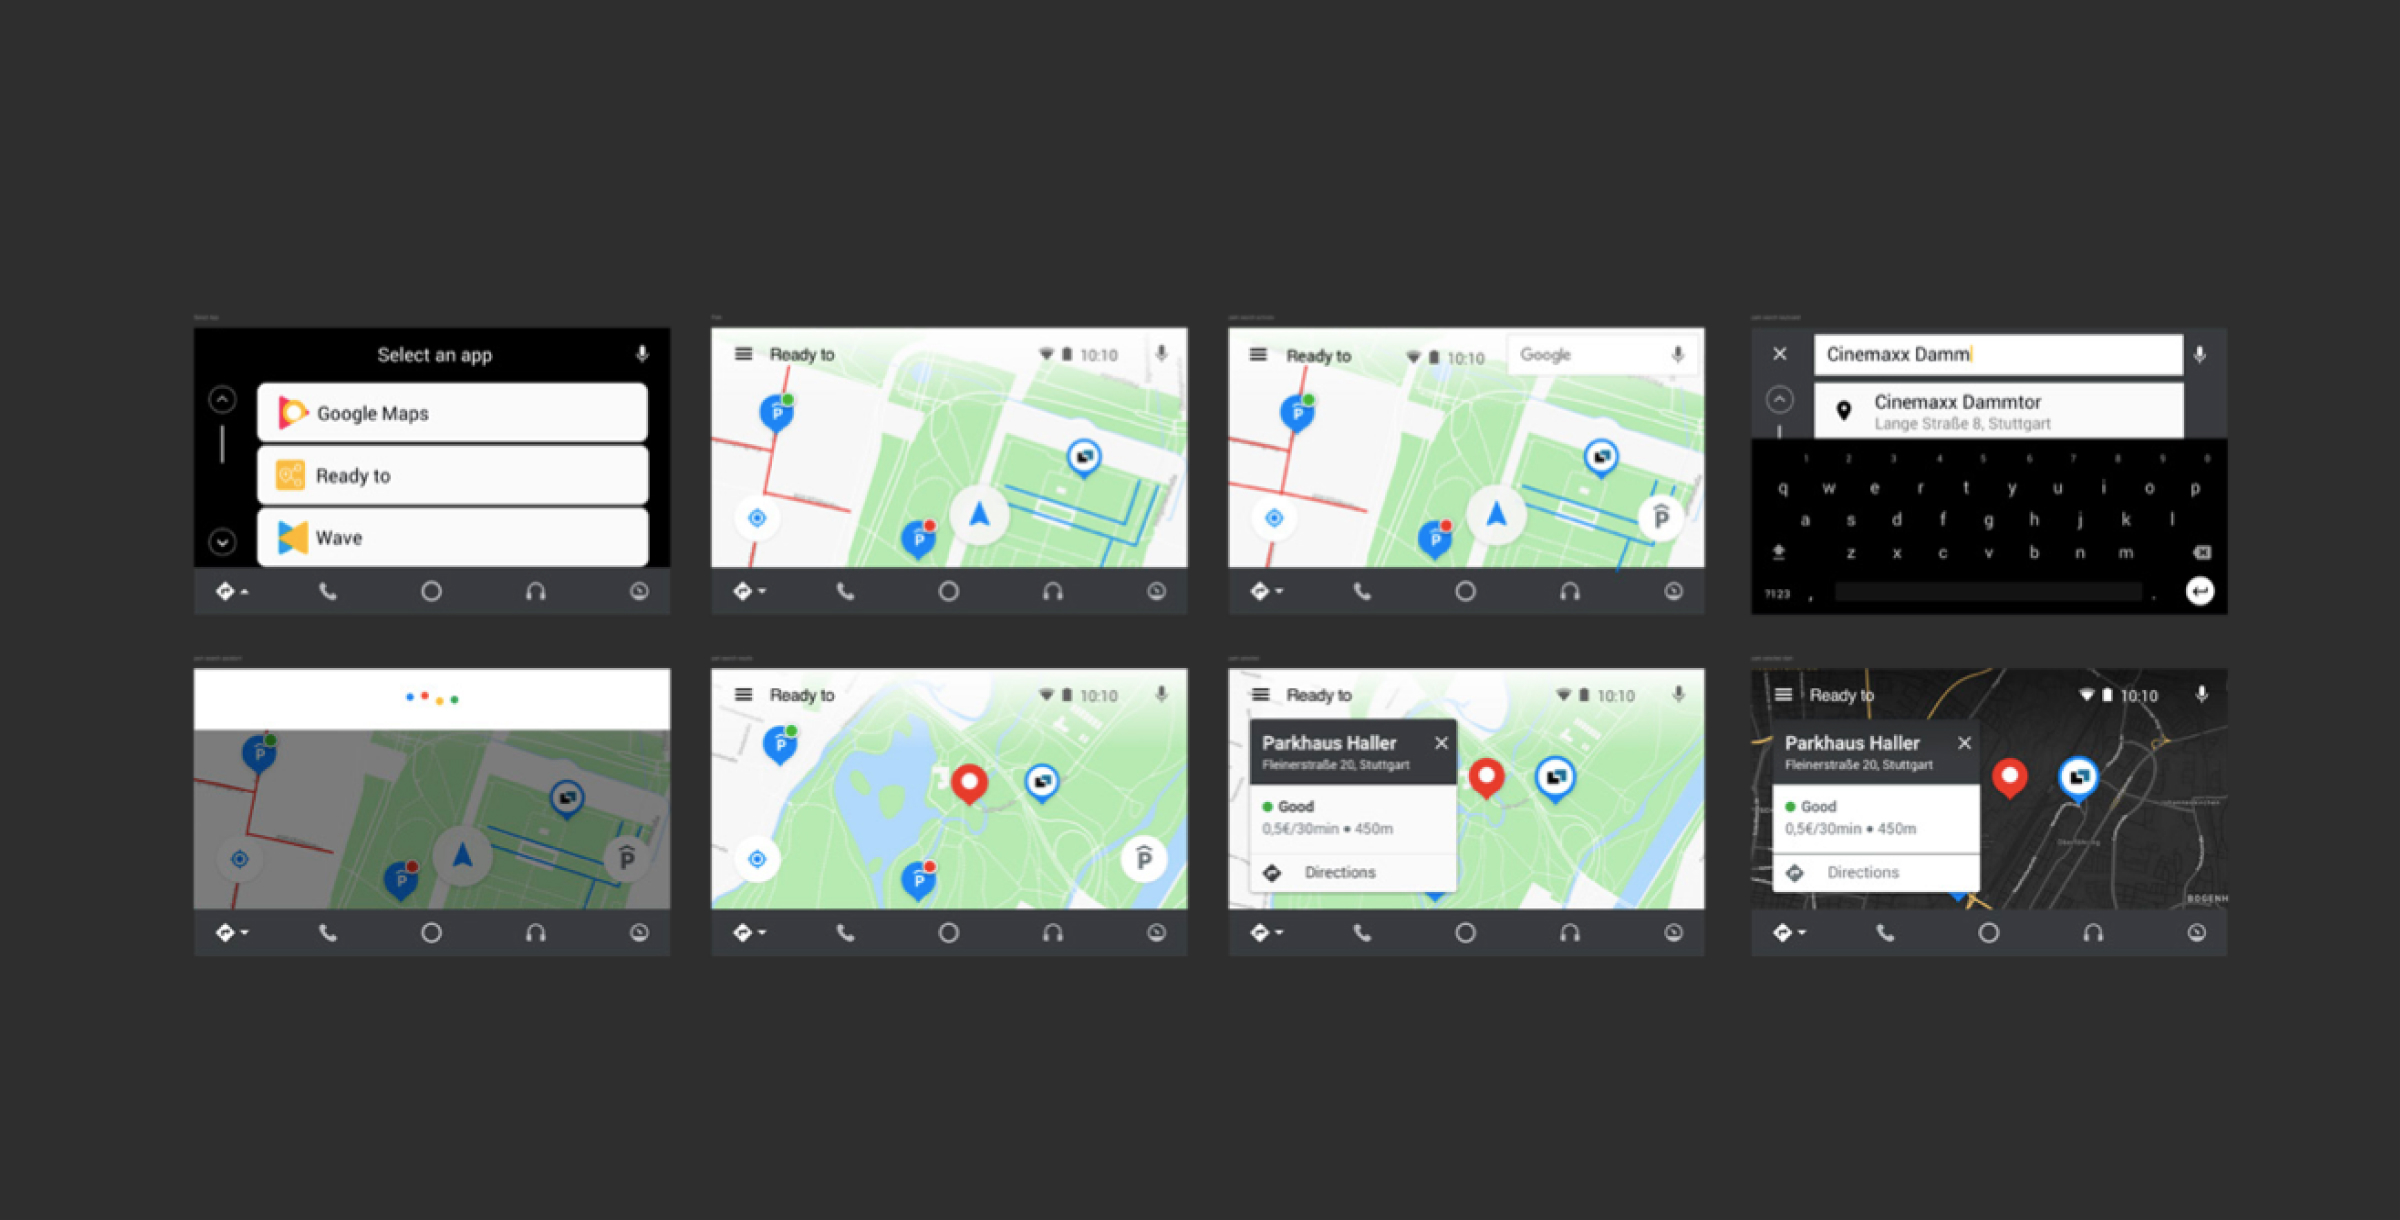 Select an app
Google Maps
Ready to
Wave
Ready to
10:10
P
P
Ready to
10:10
Google
P
P
P
Cinemaxx Damm
Cinemaxx Dammtor
Lange Straße 8, Stuttgart
1 2 3 4 5 6 7 8 9 0
q w e r t y u i o p
a s d f g h j k l
z x c v b n m
?123 , .
P
P
P
Ready to
10:10
P
P
P
Ready to
10:10
Parkhaus Haller
Fleinerstraße 20, Stuttgart
Good
0,5€/30min • 450m
Directions
Ready to
10:10
Parkhaus Haller
Fleinerstraße 20, Stuttgart
Good
0,5€/30min • 450m
Directions
BOGENH